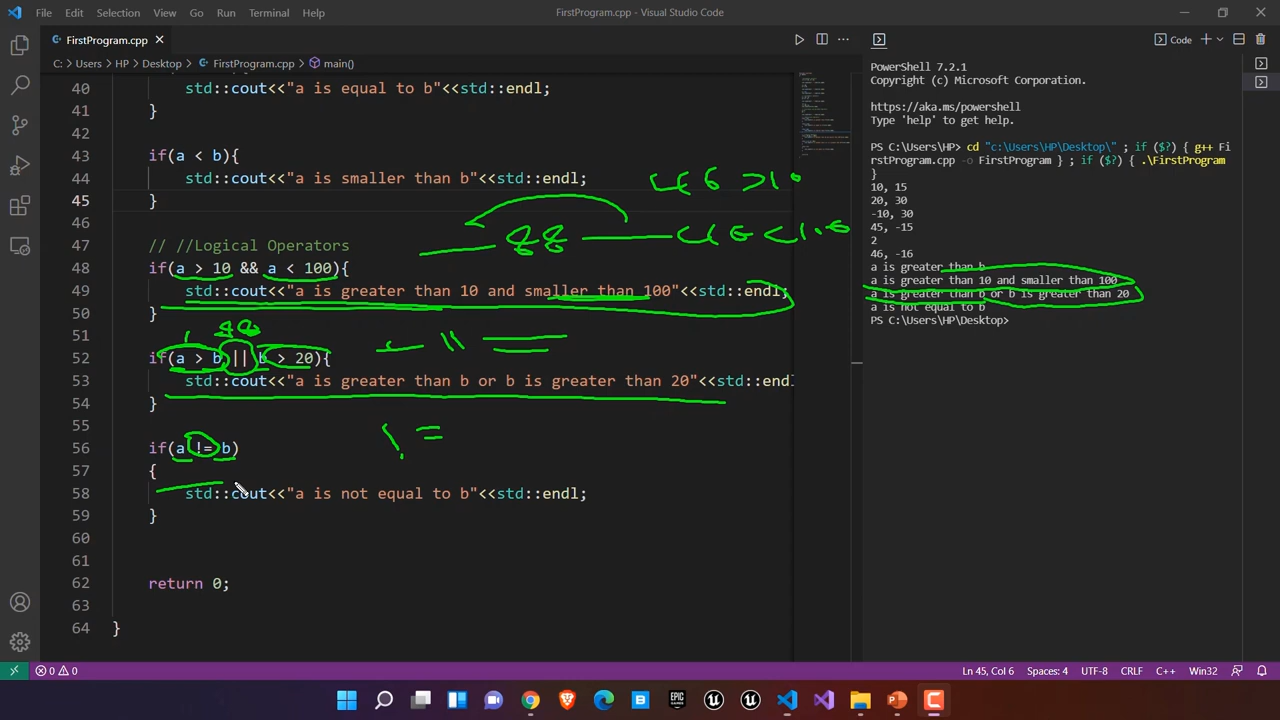 File Edit Selection View Go Run Terminal Help
FirstProgram.cpp - Visual Studio Code
FirstProgram.cpp
C: > Users > HP > Desktop > FirstProgram.cpp > main()
40 std::cout<<"a is equal to b"<<std::endl;
41 }
42
43 if(a < b){
44 std::cout<<"a is smaller than b"<<std::endl;
45 }
46
47 // //Logical Operators
48 if(a > 10 && a < 100){
49 std::cout<<"a is greater than 10 and smaller than 100"<<std::endl;
50 }
51
52 if(a > b || b > 20){
53 std::cout<<"a is greater than b or b is greater than 20"<<std::endl
54 }
55
56 if(a != b)
57 {
58 std::cout<<"a is not equal to b"<<std::endl;
59 }
60
61
62 return 0;
63
64 }
&&
&&
||
! =
Code
PowerShell 7.2.1
Copyright (c) Microsoft Corporation.
https://aka.ms/powershell
Type 'help' to get help.
PS C:\Users\HP> cd "c:\Users\HP\Desktop\" ; if ($?) { g++ Fi
rstProgram.cpp -o FirstProgram } ; if ($?) { .\FirstProgram
}
10, 15
20, 30
-10, 30
45, -15
2
46, -16
a is greater than b
a is greater than 10 and smaller than 100
a is greater than b or b is greater than 20
a is not equal to b
PS C:\Users\HP\Desktop>
0 0
Ln 45, Col 6 Spaces: 4 UTF-8 CRLF C++ Win32
EPIC GAMES